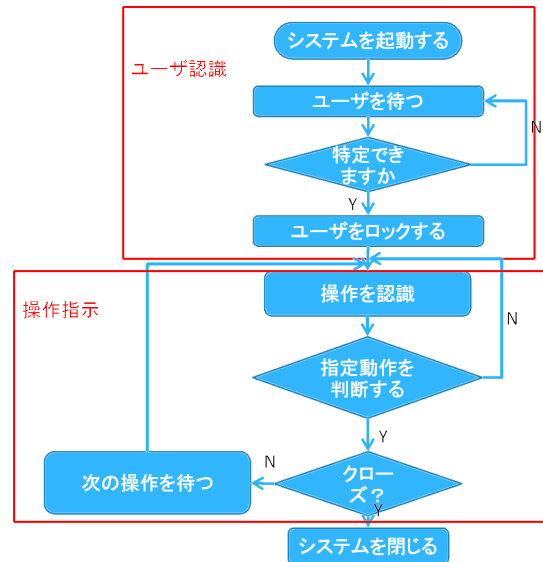 システムを起動する
ユーザ認識
ユーザを待つ
N
特定でき
ますか
Y
ユーザをロックする
操作を認識
操作指示
N
指定動作を
判断する
Y
N
クロー
ズ？
次の操作を待つ
Y
システムを閉じる